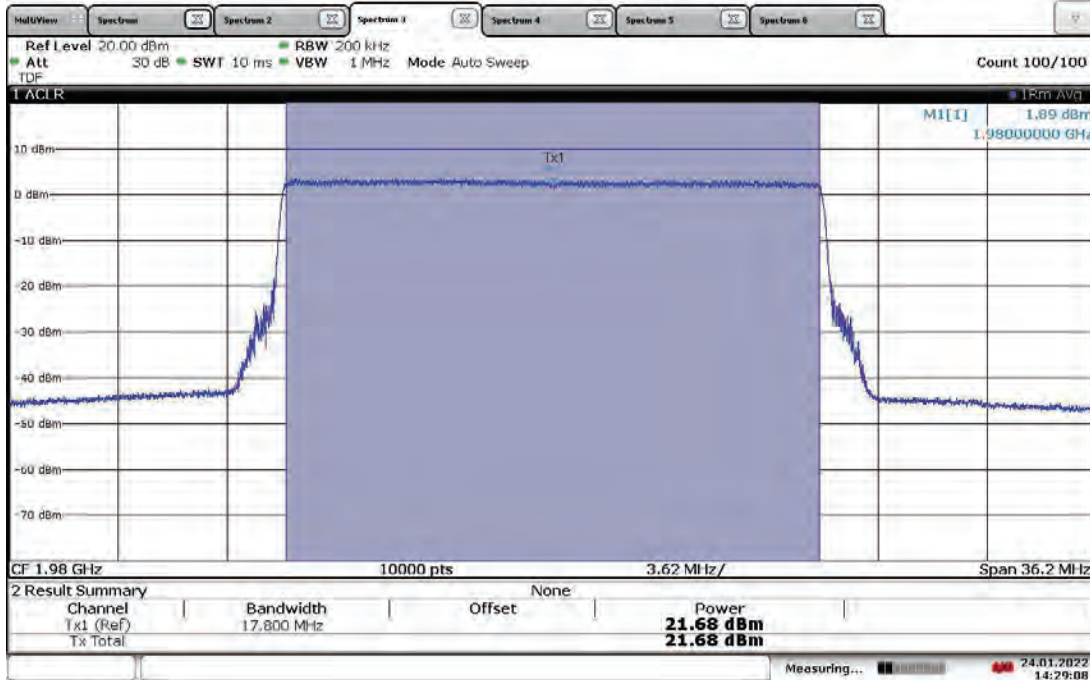 MultiView Spectrum Spectrum 2 Spectrum 3 Spectrum 4 Spectrum 5 Spectrum 6
Ref Level 20.00 dBm RBW 200 kHz
Att 30 dB SWT 10 ms VBW 1 MHz Mode Auto Sweep Count 100/100
TDF
1 ACLR 1Rm Avg
M1[1] 1.89 dBm
1.98000000 GHz
10 dBm
Tx1
0 dBm
-10 dBm
-20 dBm
-30 dBm
-40 dBm
-50 dBm
-60 dBm
-70 dBm
CF 1.98 GHz 10000 pts 3.62 MHz/ Span 36.2 MHz
2 Result Summary None
Channel Bandwidth Offset Power
Tx1 (Ref) 17.800 MHz 21.68 dBm
Tx Total 21.68 dBm
Measuring... 24.01.2022
14:29:08